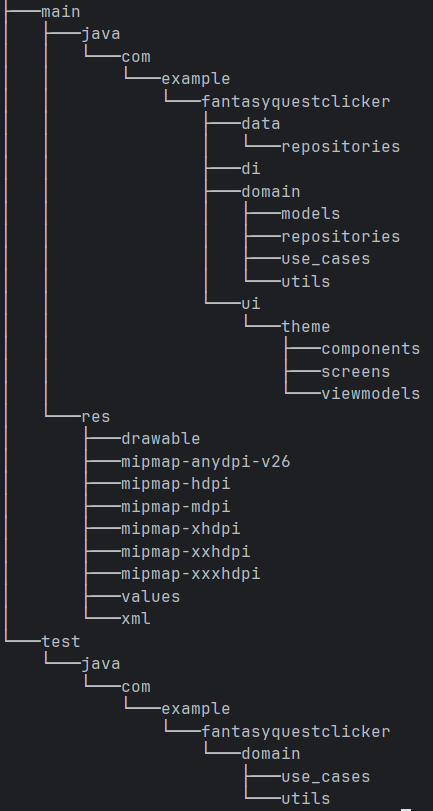 ├───main
│   ├───java
│   │   └───com
│   │       └───example
│   │           └───fantasyquestclicker
│   │               ├───data
│   │               │   └───repositories
│   │               ├───di
│   │               ├───domain
│   │               │   ├───models
│   │               │   ├───repositories
│   │               │   ├───use_cases
│   │               │   └───utils
│   │               └───ui
│   │                   └───theme
│   │                       ├───components
│   │                       ├───screens
│   │                       └───viewmodels
│   └───res
│       ├───drawable
│       ├───mipmap-anydpi-v26
│       ├───mipmap-hdpi
│       ├───mipmap-mdpi
│       ├───mipmap-xhdpi
│       ├───mipmap-xxhdpi
│       ├───mipmap-xxxhdpi
│       ├───values
│       └───xml
└───test
    └───java
        └───com
            └───example
                └───fantasyquestclicker
                    └───domain
                        ├───use_cases
                        └───utils